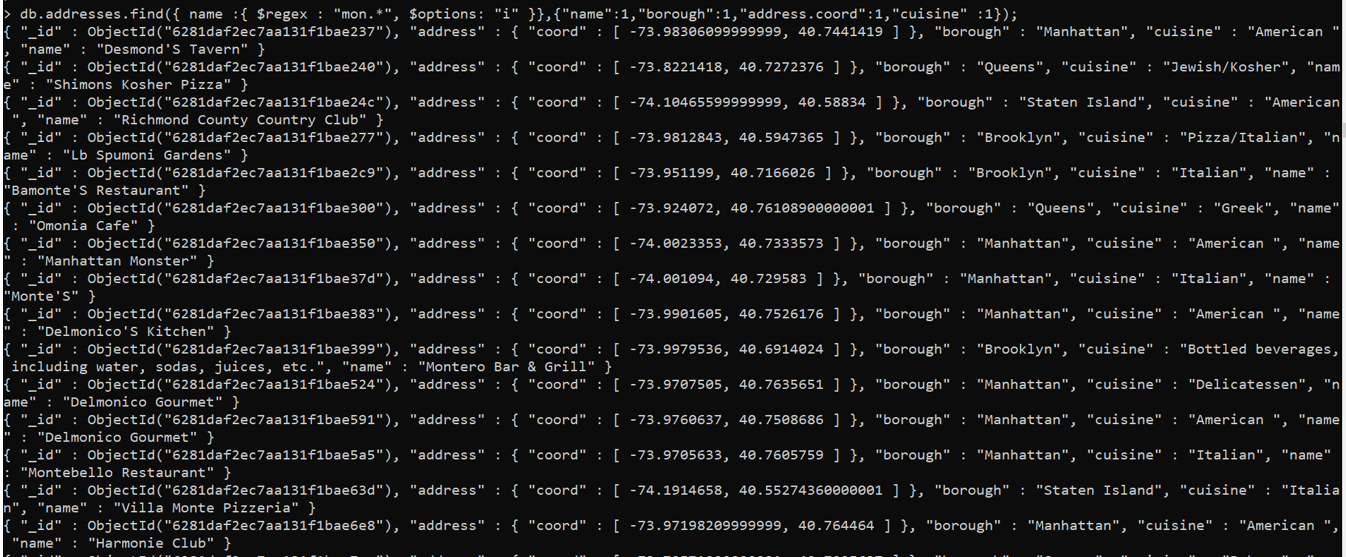 > db.addresses.find({ name :{ $regex : "mon.*", $options: "i" }},{"name":1,"borough":1,"address.coord":1,"cuisine" :1});
{ "_id" : ObjectId("6281daf2ec7aa131f1bae237"), "address" : { "coord" : [ -73.98306099999999, 40.7441419 ] }, "borough" : "Manhattan", "cuisine" : "American "
, "name" : "Desmond'S Tavern" }
{ "_id" : ObjectId("6281daf2ec7aa131f1bae240"), "address" : { "coord" : [ -73.8221418, 40.7272376 ] }, "borough" : "Queens", "cuisine" : "Jewish/Kosher", "nam
e" : "Shimons Kosher Pizza" }
{ "_id" : ObjectId("6281daf2ec7aa131f1bae24c"), "address" : { "coord" : [ -74.10465599999999, 40.58834 ] }, "borough" : "Staten Island", "cuisine" : "American
 ", "name" : "Richmond County Country Club" }
{ "_id" : ObjectId("6281daf2ec7aa131f1bae277"), "address" : { "coord" : [ -73.9812843, 40.5947365 ] }, "borough" : "Brooklyn", "cuisine" : "Pizza/Italian", "n
ame" : "Lb Spumoni Gardens" }
{ "_id" : ObjectId("6281daf2ec7aa131f1bae2c9"), "address" : { "coord" : [ -73.951199, 40.7166026 ] }, "borough" : "Brooklyn", "cuisine" : "Italian", "name" :
"Bamonte'S Restaurant" }
{ "_id" : ObjectId("6281daf2ec7aa131f1bae300"), "address" : { "coord" : [ -73.924072, 40.76108900000001 ] }, "borough" : "Queens", "cuisine" : "Greek", "name"
 : "Omonia Cafe" }
{ "_id" : ObjectId("6281daf2ec7aa131f1bae350"), "address" : { "coord" : [ -74.0023353, 40.7333573 ] }, "borough" : "Manhattan", "cuisine" : "American ", "name
" : "Manhattan Monster" }
{ "_id" : ObjectId("6281daf2ec7aa131f1bae37d"), "address" : { "coord" : [ -74.001094, 40.729583 ] }, "borough" : "Manhattan", "cuisine" : "Italian", "name" :
"Monte'S" }
{ "_id" : ObjectId("6281daf2ec7aa131f1bae383"), "address" : { "coord" : [ -73.9901605, 40.7526176 ] }, "borough" : "Manhattan", "cuisine" : "American ", "name
" : "Delmonico'S Kitchen" }
{ "_id" : ObjectId("6281daf2ec7aa131f1bae399"), "address" : { "coord" : [ -73.9979536, 40.6914024 ] }, "borough" : "Brooklyn", "cuisine" : "Bottled beverages,
 including water, sodas, juices, etc.", "name" : "Montero Bar & Grill" }
{ "_id" : ObjectId("6281daf2ec7aa131f1bae524"), "address" : { "coord" : [ -73.9707505, 40.7635651 ] }, "borough" : "Manhattan", "cuisine" : "Delicatessen", "n
ame" : "Delmonico Gourmet" }
{ "_id" : ObjectId("6281daf2ec7aa131f1bae591"), "address" : { "coord" : [ -73.9760637, 40.7508686 ] }, "borough" : "Manhattan", "cuisine" : "American ", "name
" : "Delmonico Gourmet" }
{ "_id" : ObjectId("6281daf2ec7aa131f1bae5a5"), "address" : { "coord" : [ -73.9705633, 40.7605759 ] }, "borough" : "Manhattan", "cuisine" : "Italian", "name"
: "Montebello Restaurant" }
{ "_id" : ObjectId("6281daf2ec7aa131f1bae63d"), "address" : { "coord" : [ -74.1914658, 40.55274360000001 ] }, "borough" : "Staten Island", "cuisine" : "Italia
n", "name" : "Villa Monte Pizzeria" }
{ "_id" : ObjectId("6281daf2ec7aa131f1bae6e8"), "address" : { "coord" : [ -73.97198209999999, 40.764464 ] }, "borough" : "Manhattan", "cuisine" : "American ",
 "name" : "Harmonie Club" }